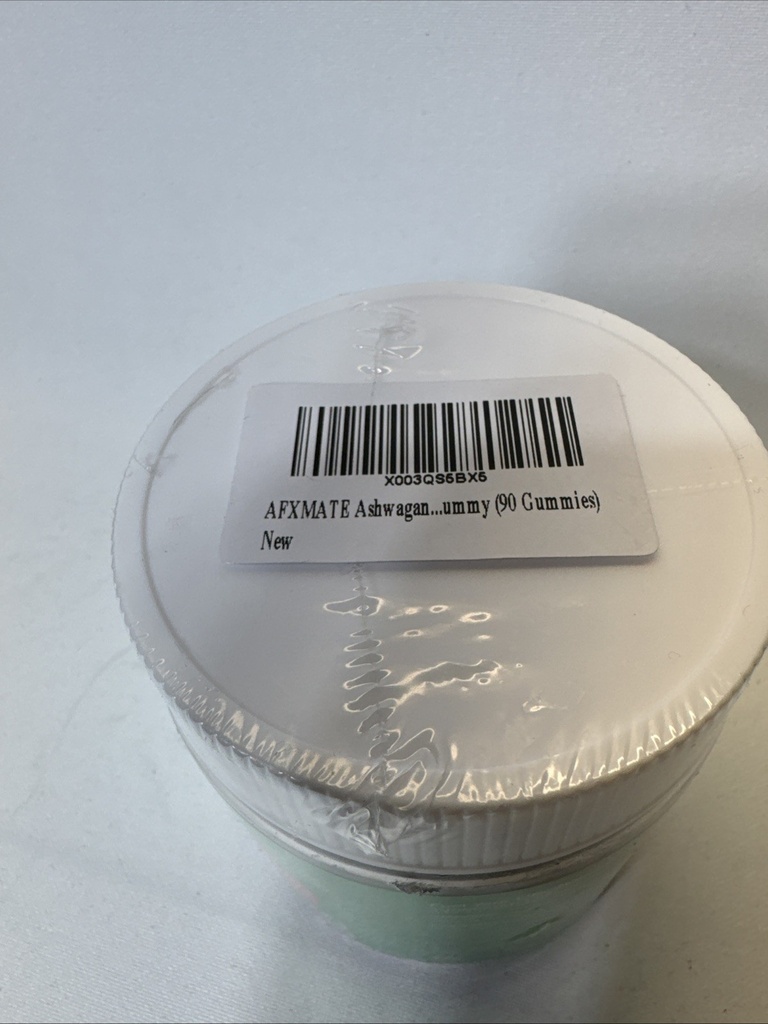 X003QS6BX5
AFXMATE Ashwagan...ummy (90 Gummies)
New